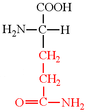 COOH
H₂N H
CH₂
CH₂
O NH₂